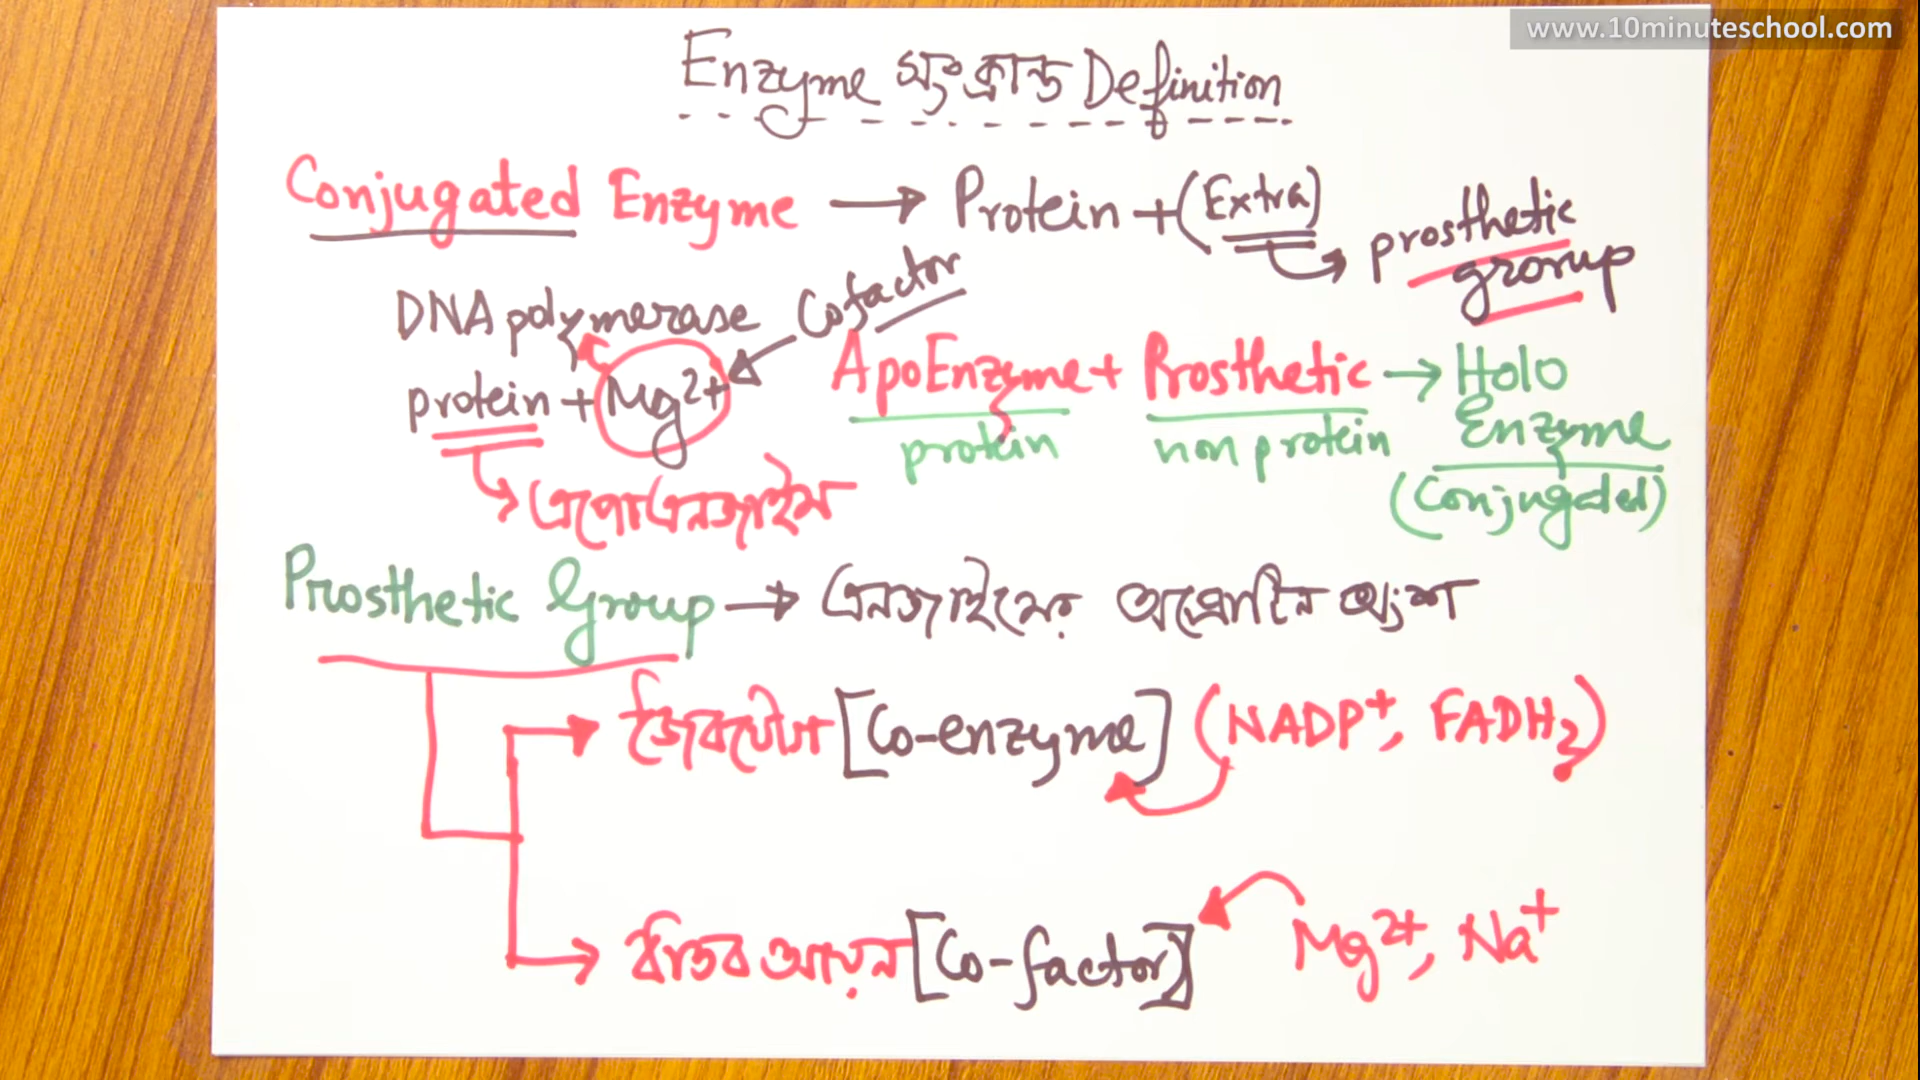 www.10minuteschool.com
Enzyme সংক্রান্ত Definition
Conjugated Enzyme → Protein + (Extra)
prosthetic
group
DNA polymerase
Cofactor
protein + Mg²⁺
ApoEnzyme + Prosthetic → Holo
Enzyme
protein
non protein
(Conjugated)
এপোএনজাইম
Prosthetic Group → এনজাইমের অপ্রোটিন অংশ
জৈবযৌগ [Co-enzyme] (NADP⁺, FADH₂)
ধাতব আয়ন [Co-factor] Mg²⁺, Na⁺